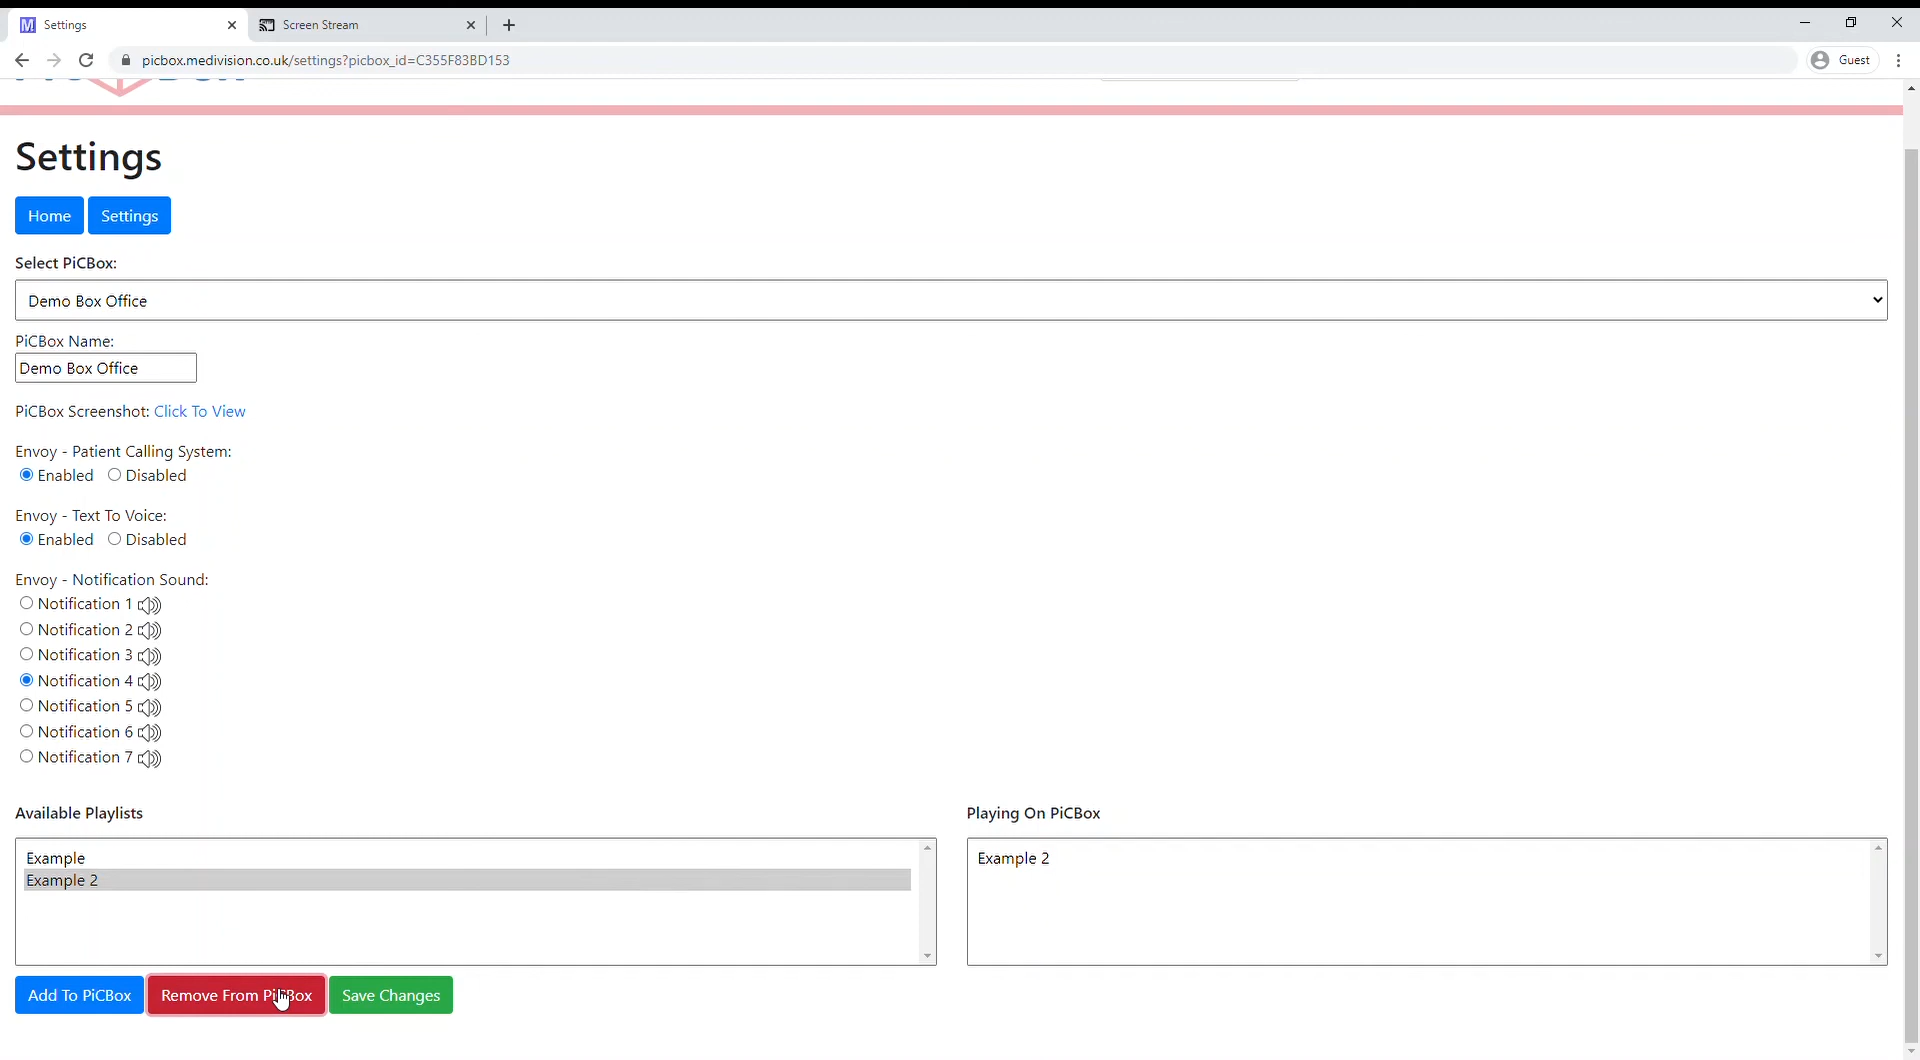 Settings
Screen Stream
picbox.medivision.co.uk/settings?picbox_id=C355F83BD153
Guest
Settings
Home
Settings
Select PiCBox:
Demo Box Office
PiCBox Name:
Demo Box Office
PiCBox Screenshot: Click To View
Envoy - Patient Calling System:
Enabled Disabled
Envoy - Text To Voice:
Enabled Disabled
Envoy - Notification Sound:
Notification 1
Notification 2
Notification 3
Notification 4
Notification 5
Notification 6
Notification 7
Available Playlists
Example
Example 2
Playing On PiCBox
Example 2
Add To PiCBox
Remove From PiCBox
Save Changes